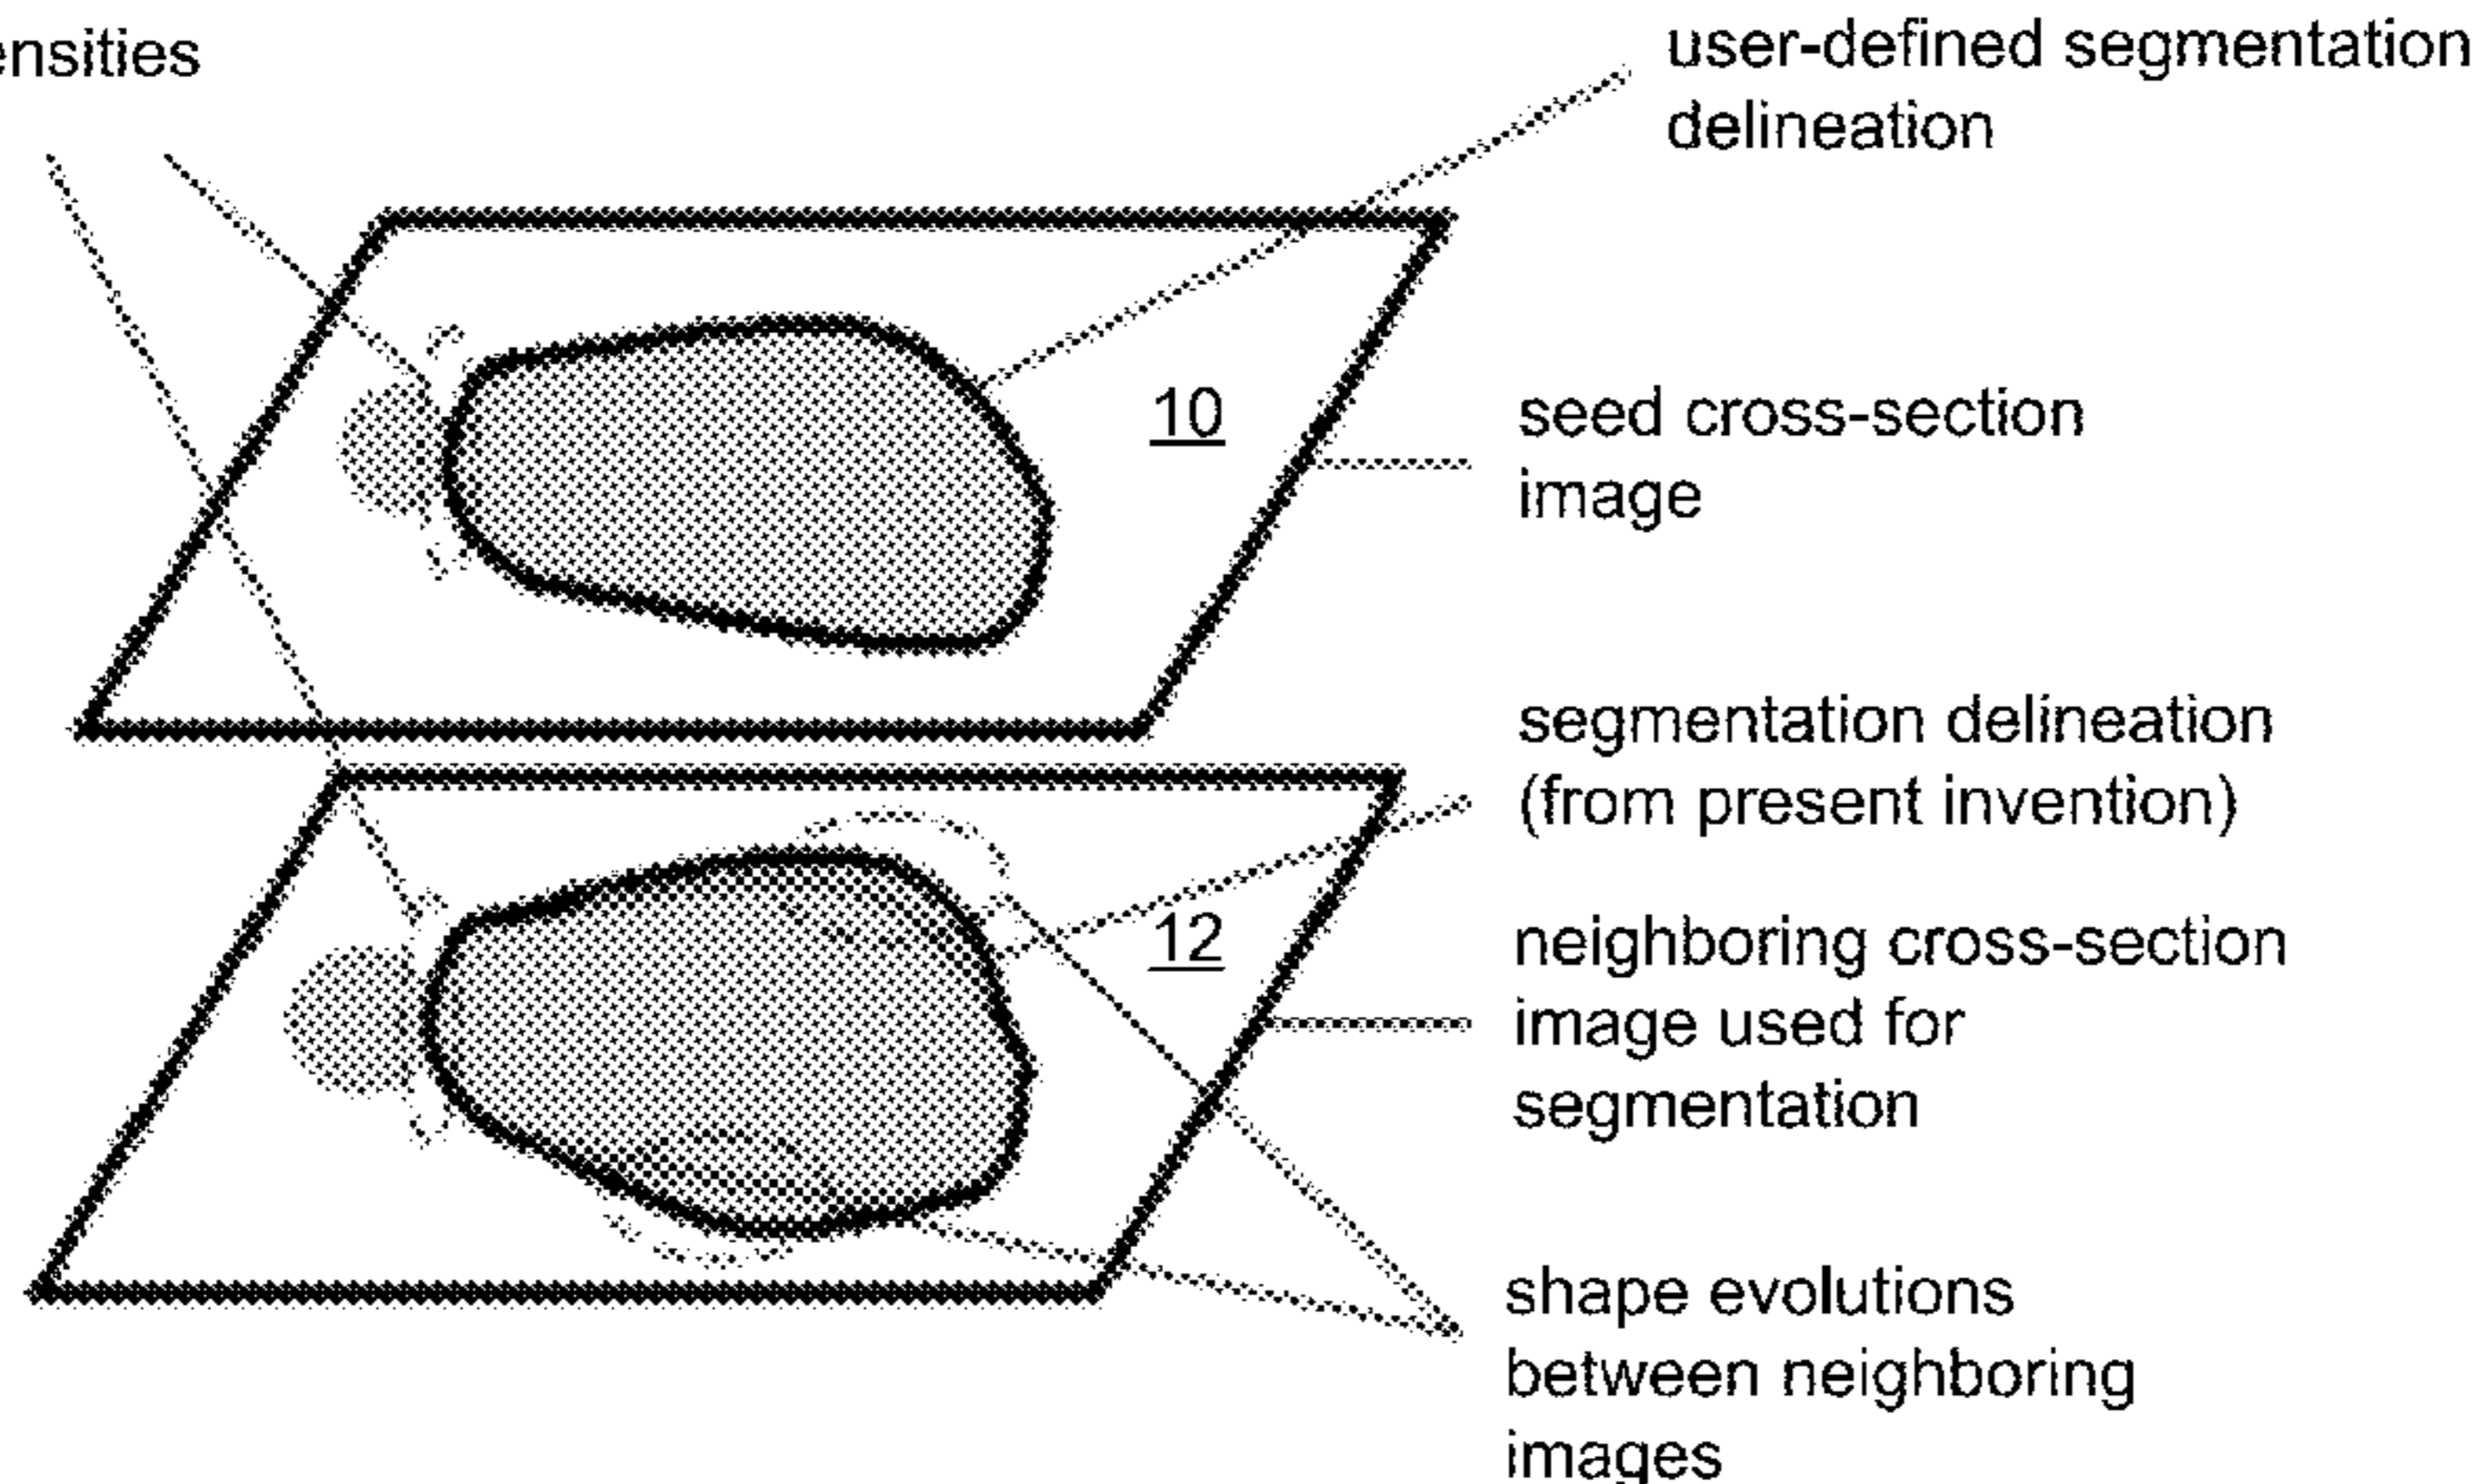 ensities
user-defined segmentation
delineation
10
seed cross-section
image
segmentation delineation
(from present invention)
12
neighboring cross-section
image used for
segmentation
shape evolutions
between neighboring
images